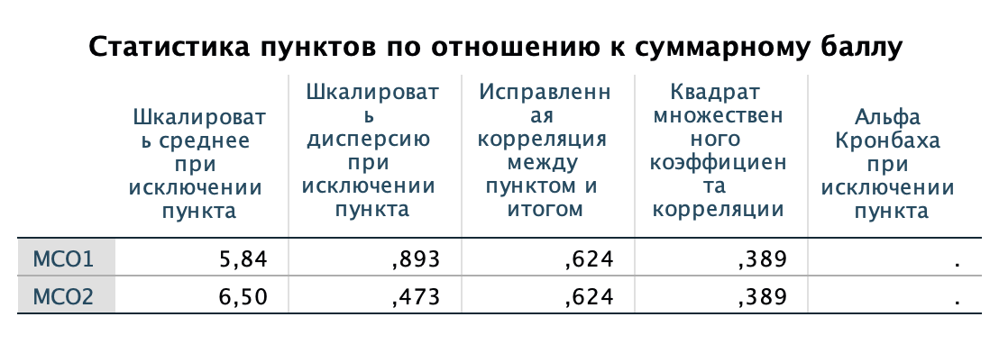 Статистика пунктов по отношению к суммарному баллу
Шкалироват
ь среднее
при
исключении
пункта
Шкалироват
ь
дисперсию
при
исключении
пункта
Исправленн
ая
корреляция
между
пунктом и
итогом
Квадрат
множествен
ного
коэффициен
та
корреляции
Альфа
Кронбаха
при
исключении
пункта
МСО1 5,84 ,893 ,624 ,389 .
МСО2 6,50 ,473 ,624 ,389 .